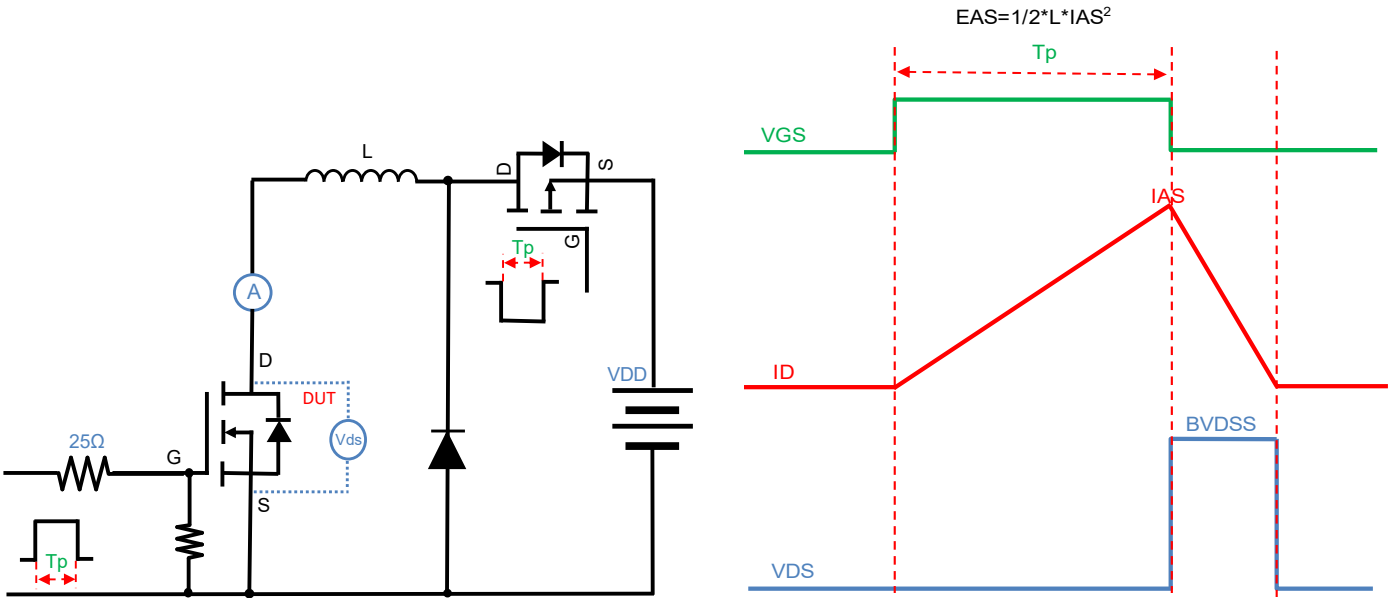 EAS=1/2*L*IAS²
Tp
VGS
IAS
ID
BVDSS
VDS
L
D
S
G
Tp
A
D
DUT
Vds
VDD
25Ω
G
S
Tp